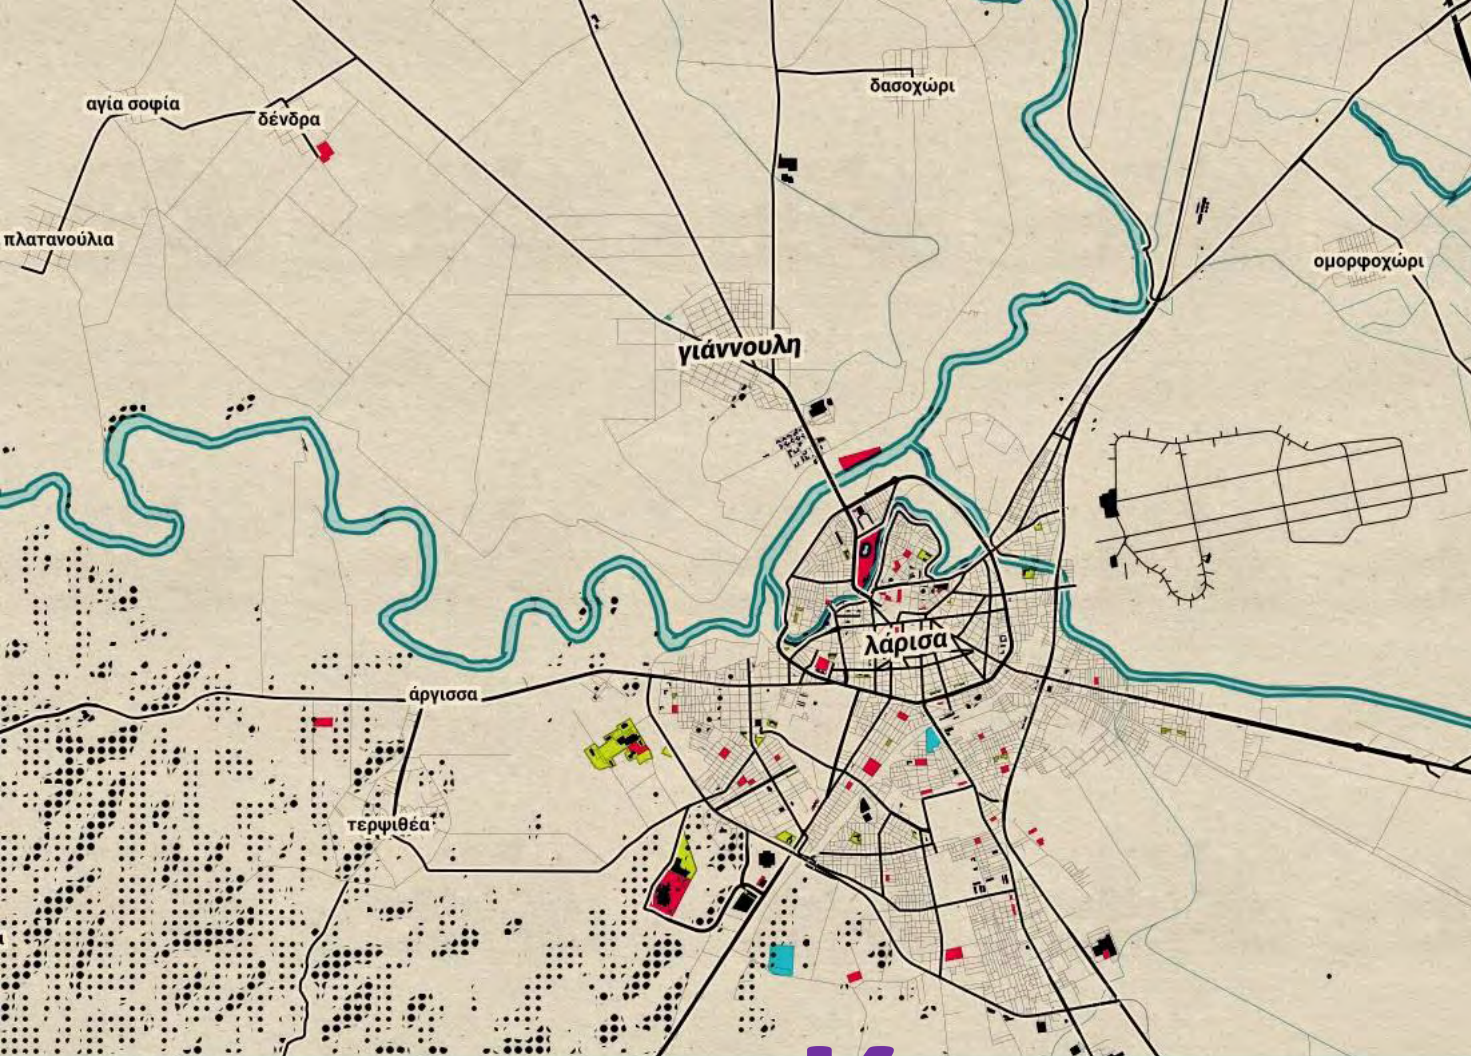 δασοχώρι
αγία σοφία
δένδρα
πλατανούλια
ομορφοχώρι
γιάννουλη
λάρισα
άργισσα
τερψιθέα